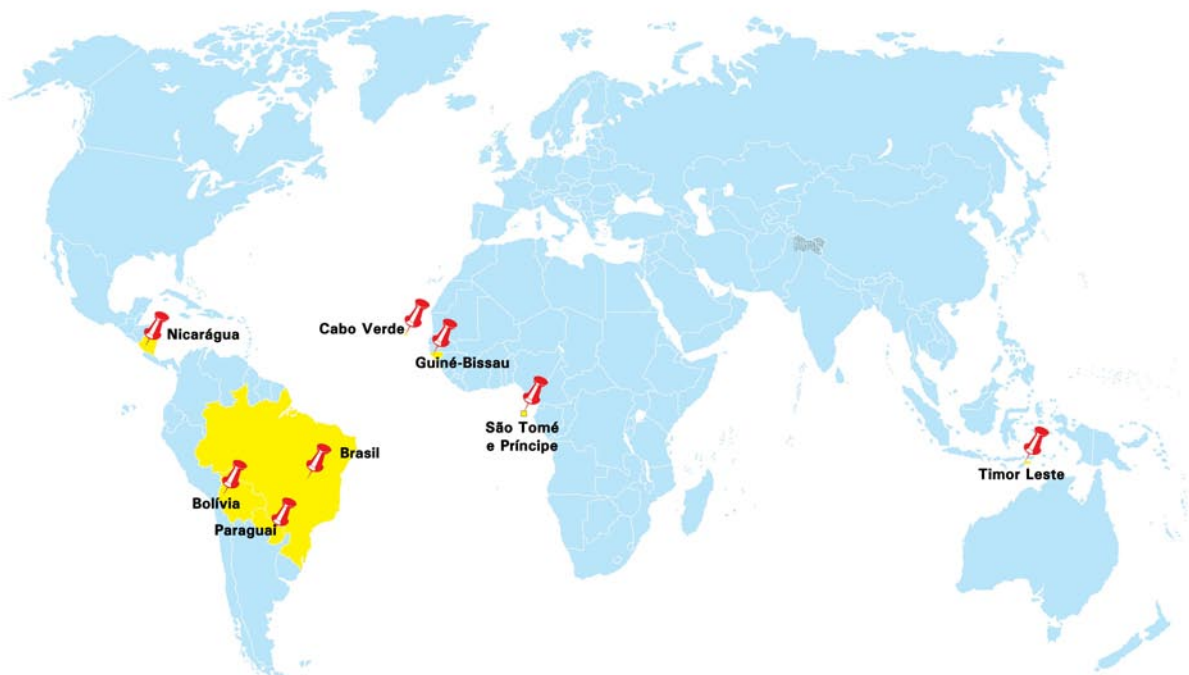 Nicarágua
Cabo Verde
Guiné-Bissau
São Tomé
e Príncipe
Brasil
Bolívia
Paraguai
Timor Leste